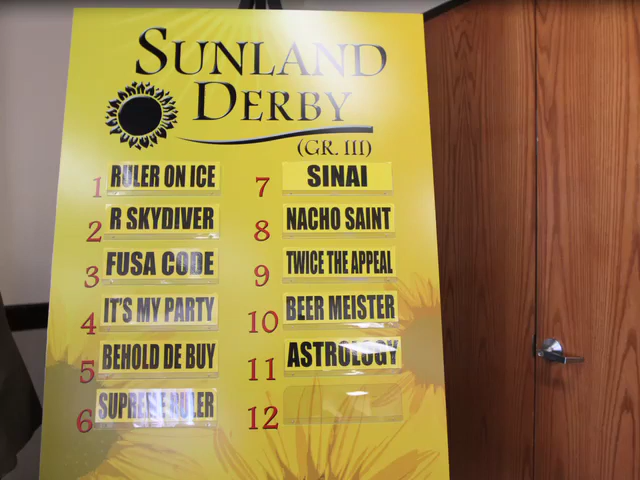 SUNLAND
DERBY
(GR. III)
1 RULER ON ICE
2 R SKYDIVER
3 FUSA CODE
4 IT'S MY PARTY
5 BEHOLD DE BUY
6 SUPREME RULER
7 SINAI
8 NACHO SAINT
9 TWICE THE APPEAL
10 BEER MEISTER
11 ASTROLOGY
12